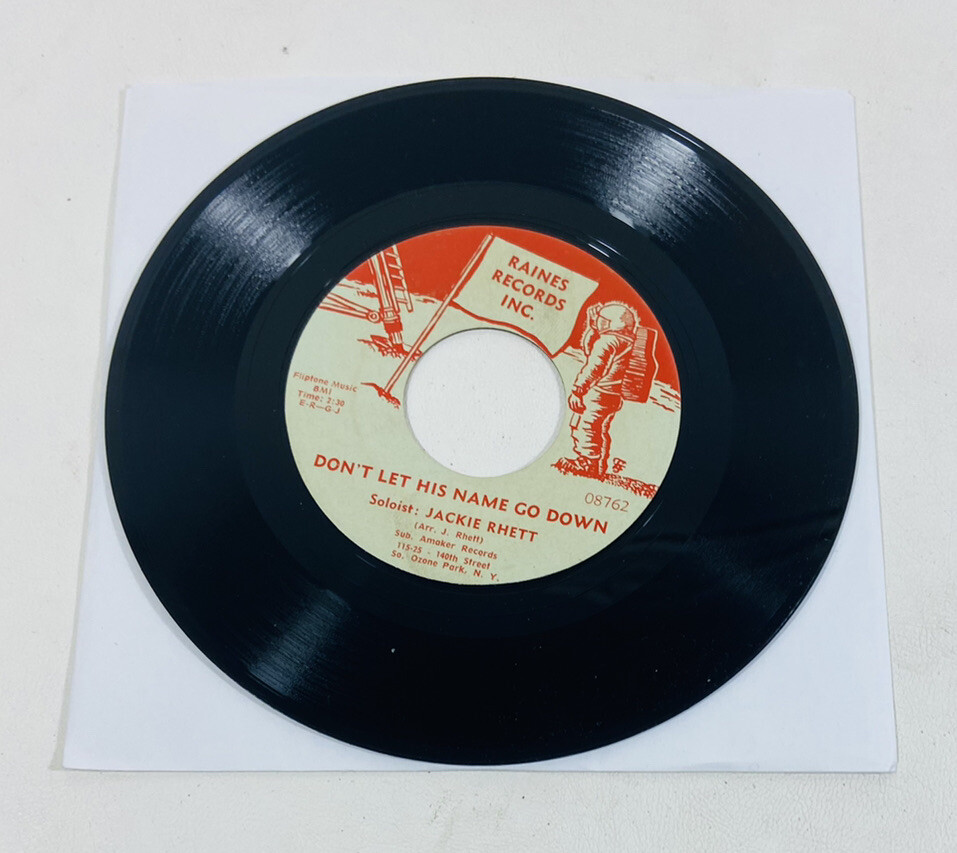 RAINES
RECORDS
INC.
Fliptone Music
BMI
Time: 2:30
E-R—G-J
DON'T LET HIS NAME GO DOWN
08762
Soloist: JACKIE RHETT
(Arr. J. Rhett)
Sub. Amoker Records
115-25 - 140th Street
So. Ozone Park, N. Y.